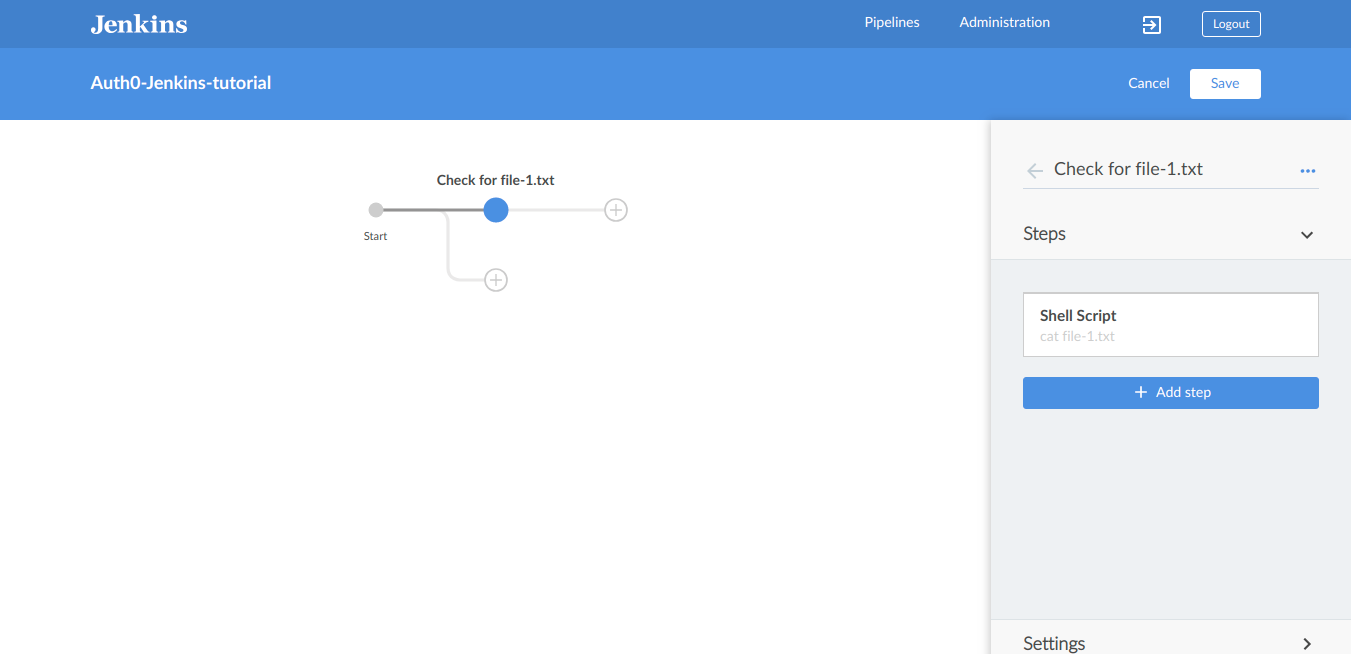 Jenkins
Pipelines
Administration
Logout
Auth0-Jenkins-tutorial
Cancel
Save
Check for file-1.txt
Start
Check for file-1.txt
Steps
Shell Script
cat file-1.txt
Add step
Settings